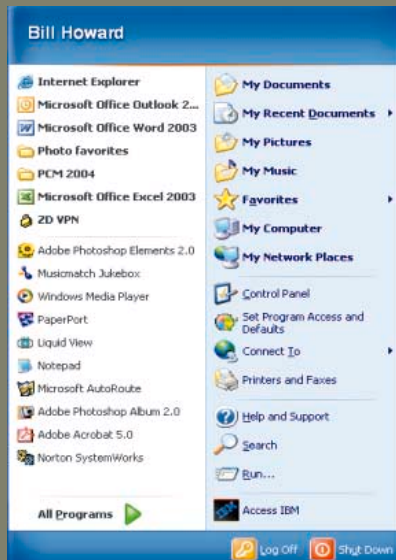 Bill Howard
Internet Explorer
Microsoft Office Outlook 2...
Microsoft Office Word 2003
Photo favorites
PCM 2004
Microsoft Office Excel 2003
2D VPN
Adobe Photoshop Elements 2.0
Musicmatch Jukebox
Windows Media Player
PaperPort
Liquid View
Notepad
Microsoft AutoRoute
Adobe Photoshop Album 2.0
Adobe Acrobat 5.0
Norton SystemWorks
All Programs
My Documents
My Recent Documents
My Pictures
My Music
Favorites
My Computer
My Network Places
Control Panel
Set Program Access and
Defaults
Connect To
Printers and Faxes
Help and Support
Search
Run...
Access IBM
Log Off
Shut Down